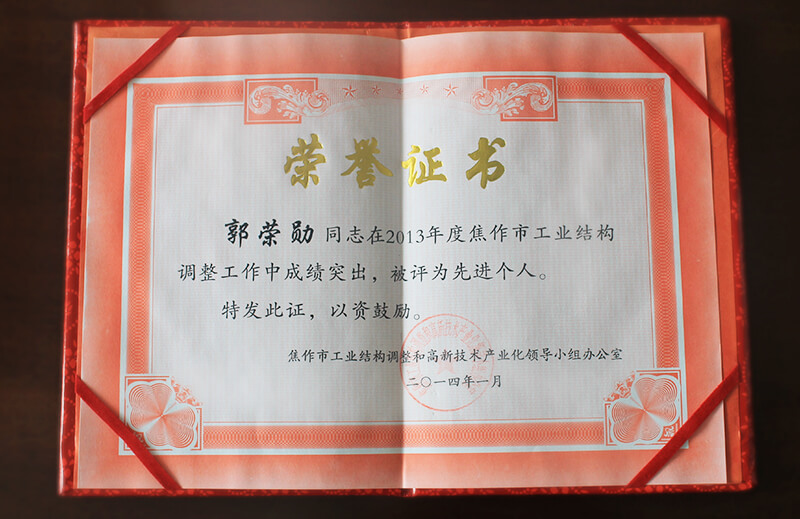 荣誉证书
郭荣勋同志在2013年度焦作市工业结构
调整工作中成绩突出，被评为先进个人。
特发此证，以资鼓励。
焦作市工业结构调整和高新技术产业化领导小组办公室
二〇一四年一月